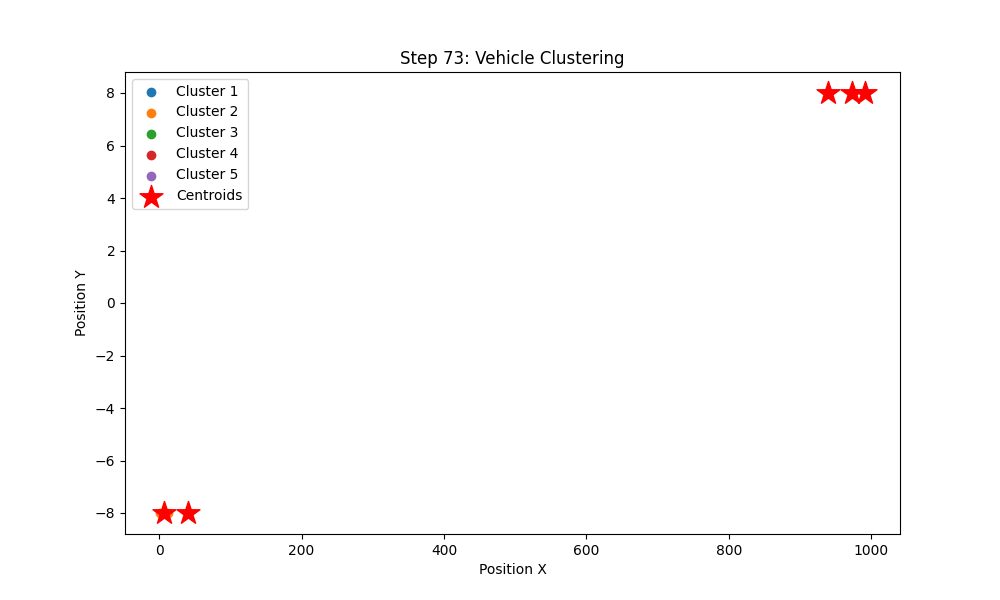 Step 73: Vehicle Clustering
Cluster 1
Cluster 2
Cluster 3
Cluster 4
Cluster 5
Centroids
8
6
4
2
0
−2
−4
−6
−8
Position Y
0 200 400 600 800 1000
Position X